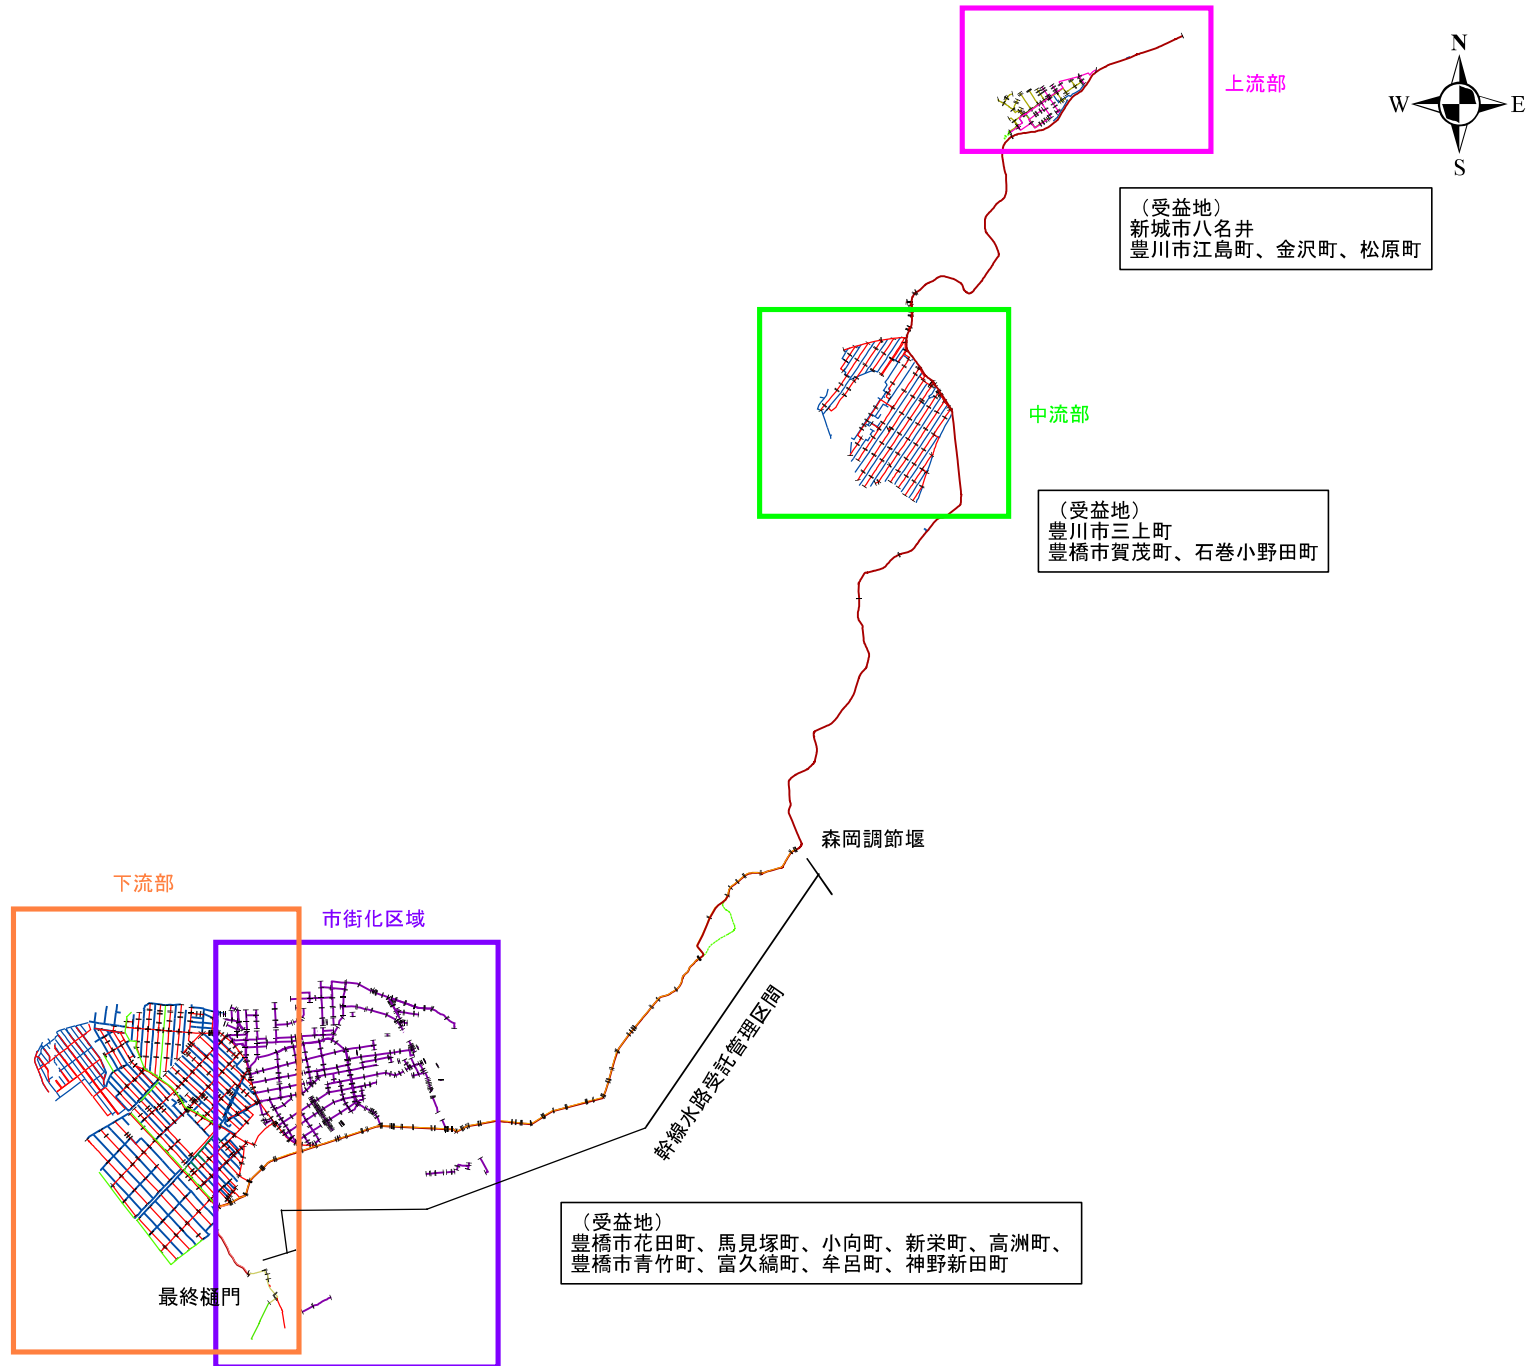 N
W
E
S
上流部
（受益地）
新城市八名井
豊川市江島町、金沢町、松原町
中流部
（受益地）
豊川市三上町
豊橋市賀茂町、石巻小野田町
森岡調節堰
下流部
市街化区域
幹線水路受託管理区間
（受益地）
豊橋市花田町、馬見塚町、小向町、新栄町、高洲町、
豊橋市青竹町、富久縞町、牟呂町、神野新田町
最終樋門